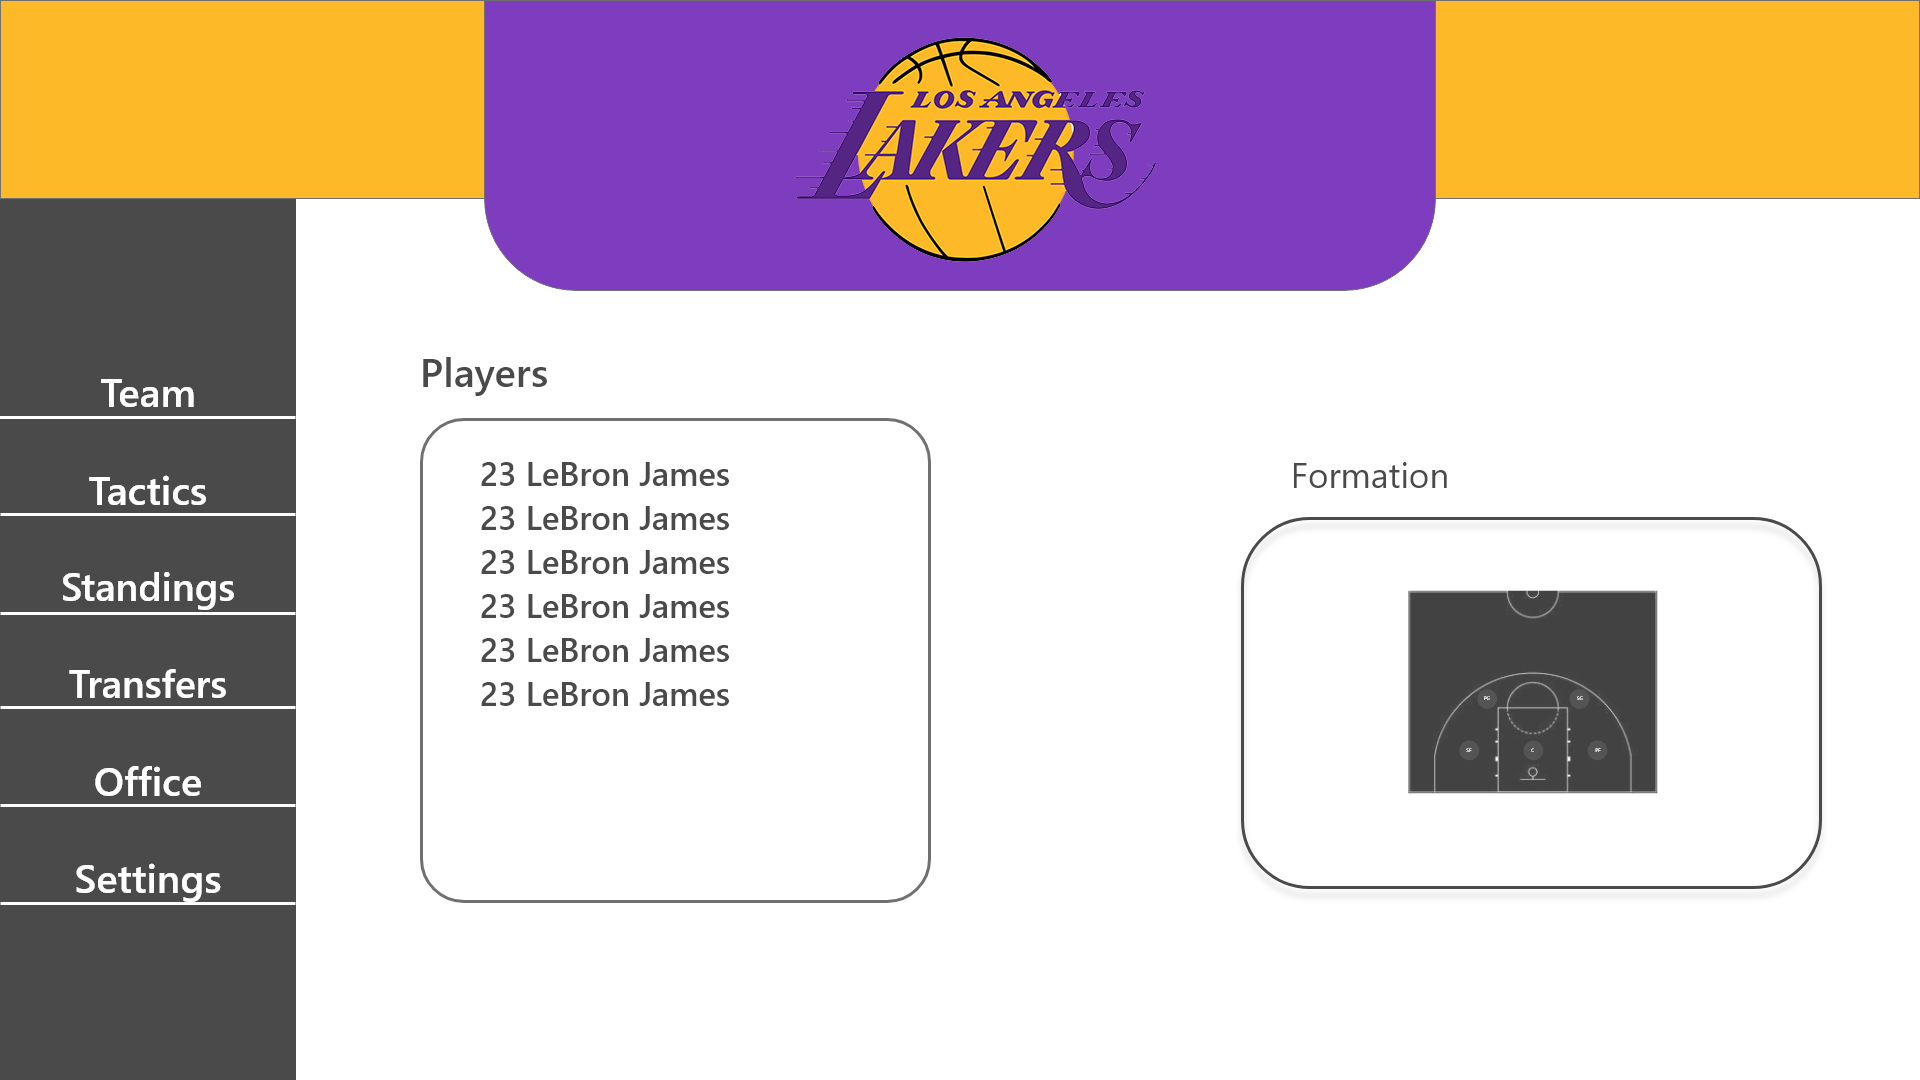 LOS ANGELES
LAKERS
Team
Tactics
Standings
Transfers
Office
Settings
Players
23 LeBron James
23 LeBron James
23 LeBron James
23 LeBron James
23 LeBron James
23 LeBron James
Formation
PG
SG
SF
C
PF